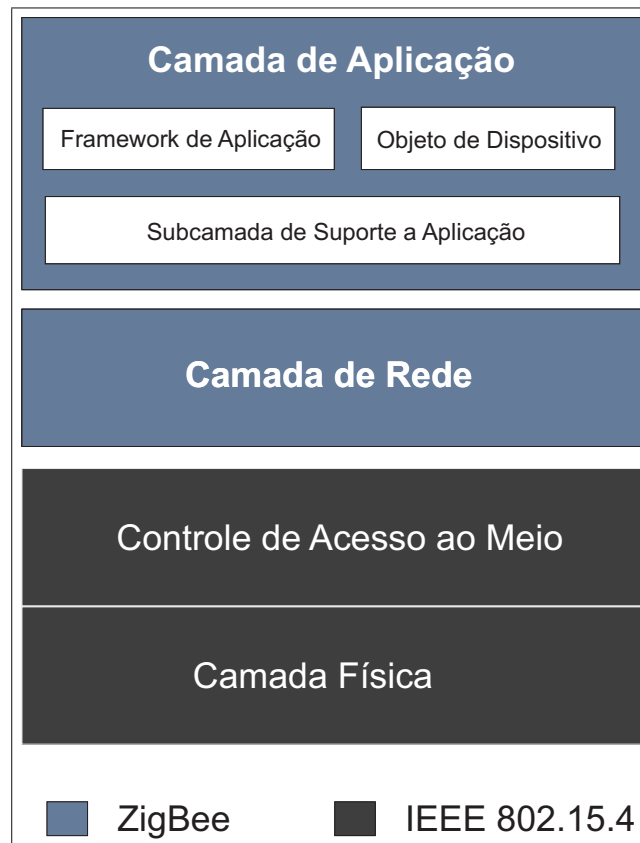 Camada de Aplicação
Framework de Aplicação
Objeto de Dispositivo
Subcamada de Suporte a Aplicação
Camada de Rede
Controle de Acesso ao Meio
Camada Física
ZigBee
IEEE 802.15.4